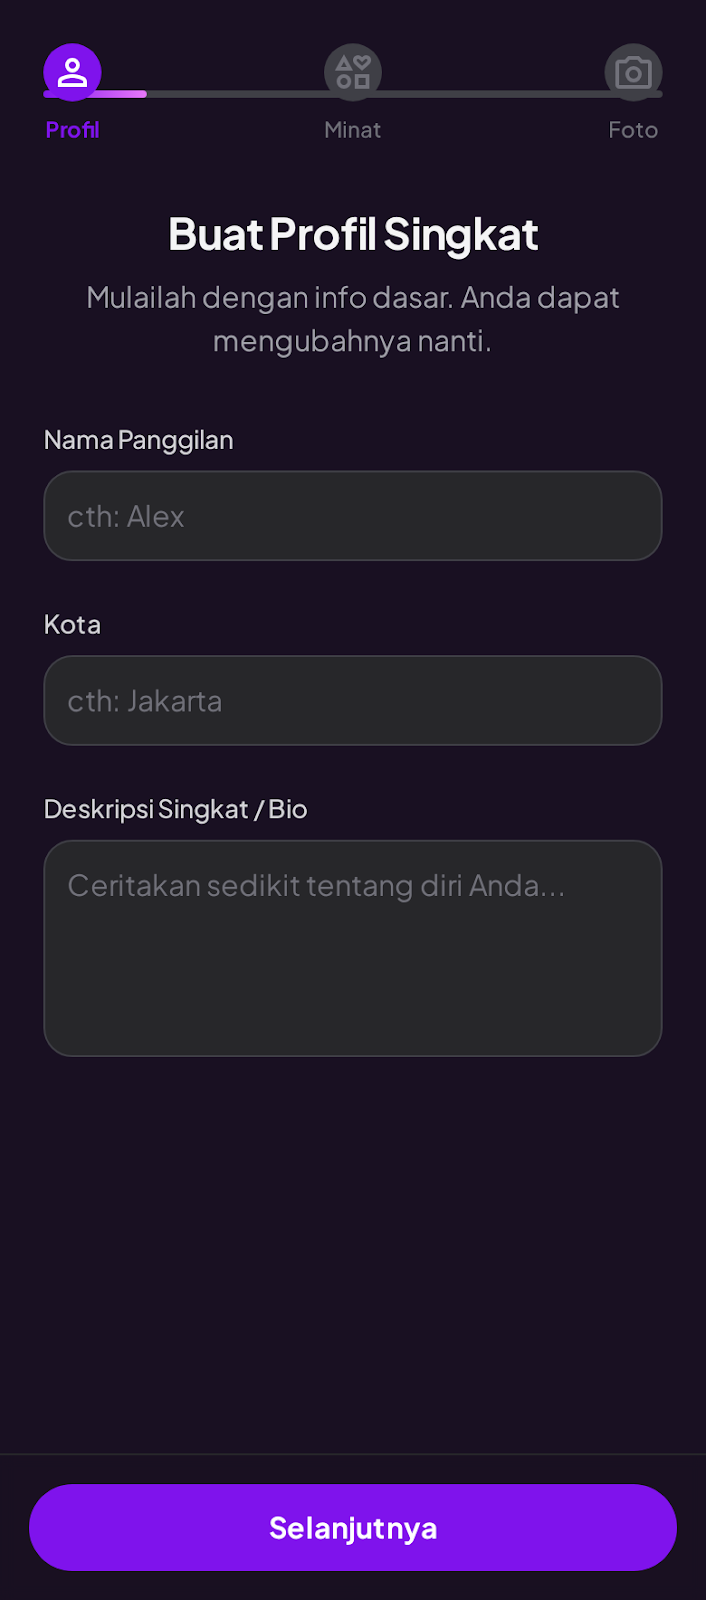 Profil
Minat
Foto
Buat Profil Singkat
Mulailah dengan info dasar. Anda dapat
mengubahnya nanti.
Nama Panggilan
cth: Alex
Kota
cth: Jakarta
Deskripsi Singkat / Bio
Ceritakan sedikit tentang diri Anda...
Selanjutnya